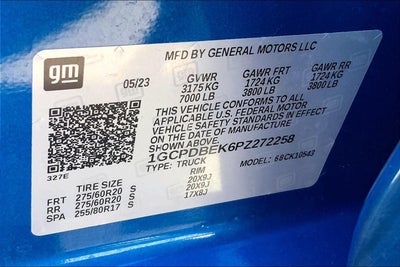 gm
MFD BY GENERAL MOTORS LLC
05/23 GVWR GAWR FRT GAWR RR
3175 KG 1724 KG 1724 KG
7000 LB 3800 LB 3800 LB
THIS VEHICLE CONFORMS TO ALL
APPLICABLE U.S. FEDERAL MOTOR
VEHICLE SAFETY STANDARDS IN EFFECT
ON THE DATE OF MANUFACTURE
SHOWN ABOVE.
1GCPDBEK6PZ272258
TYPE: TRUCK MODEL: 68CK10543
327E
TIRE SIZE RIM
FRT 275/60R20 S 20X9J
RR 275/60R20 S 20X9J
SPA 255/80R17 S 17X8J